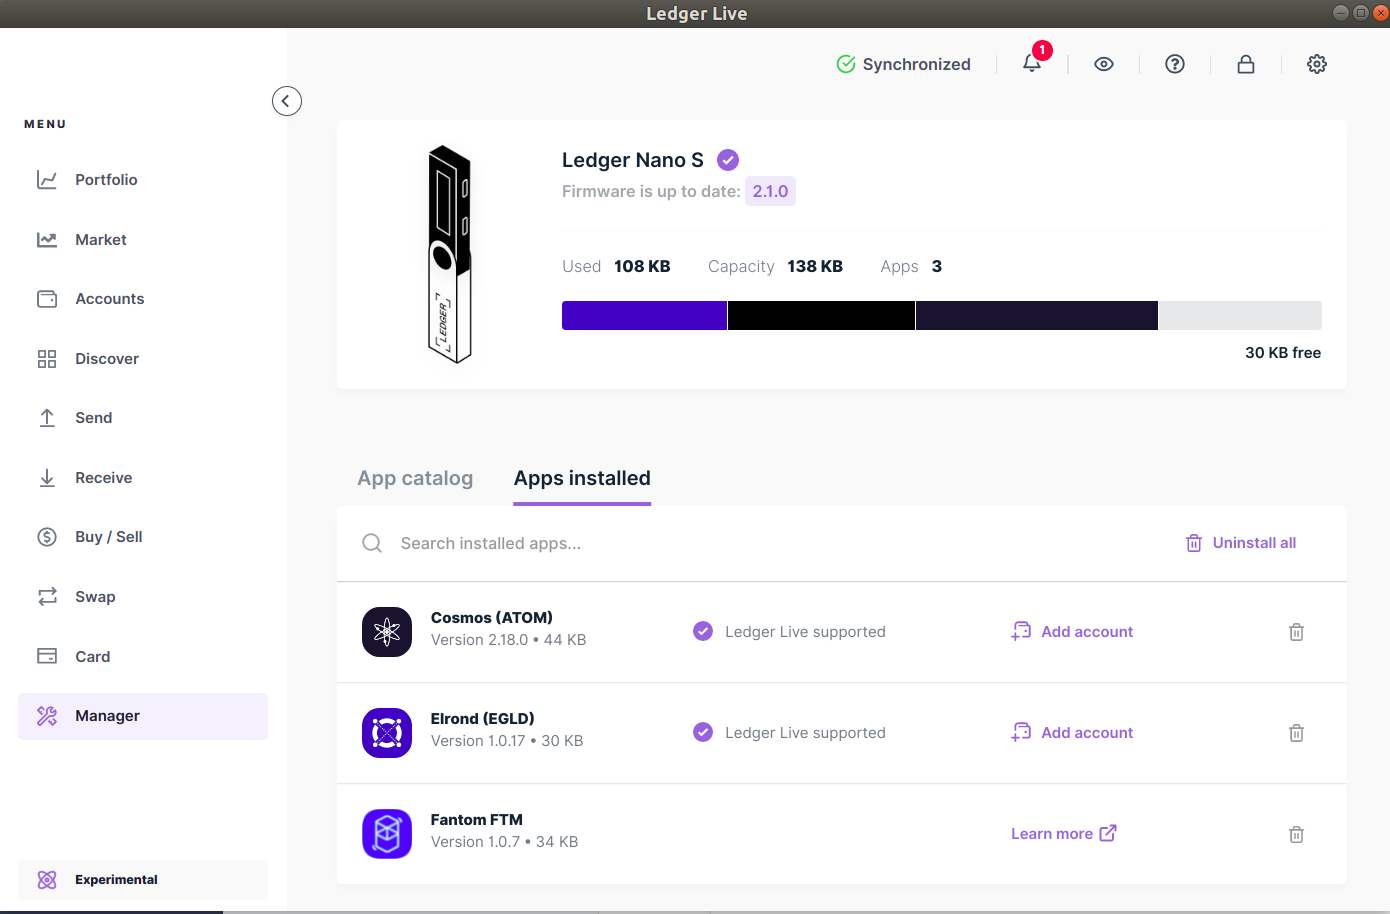 Ledger Live
Synchronized
1
MENU
Portfolio
Market
Accounts
Discover
Send
Receive
Buy / Sell
Swap
Card
Manager
Experimental
LEDGER
Ledger Nano S
Firmware is up to date: 2.1.0
Used 108 KB Capacity 138 KB Apps 3
30 KB free
App catalog Apps installed
Search installed apps...
Uninstall all
Cosmos (ATOM)
Version 2.18.0 • 44 KB
Ledger Live supported
Add account
Elrond (EGLD)
Version 1.0.17 • 30 KB
Ledger Live supported
Add account
Fantom FTM
Version 1.0.7 • 34 KB
Learn more